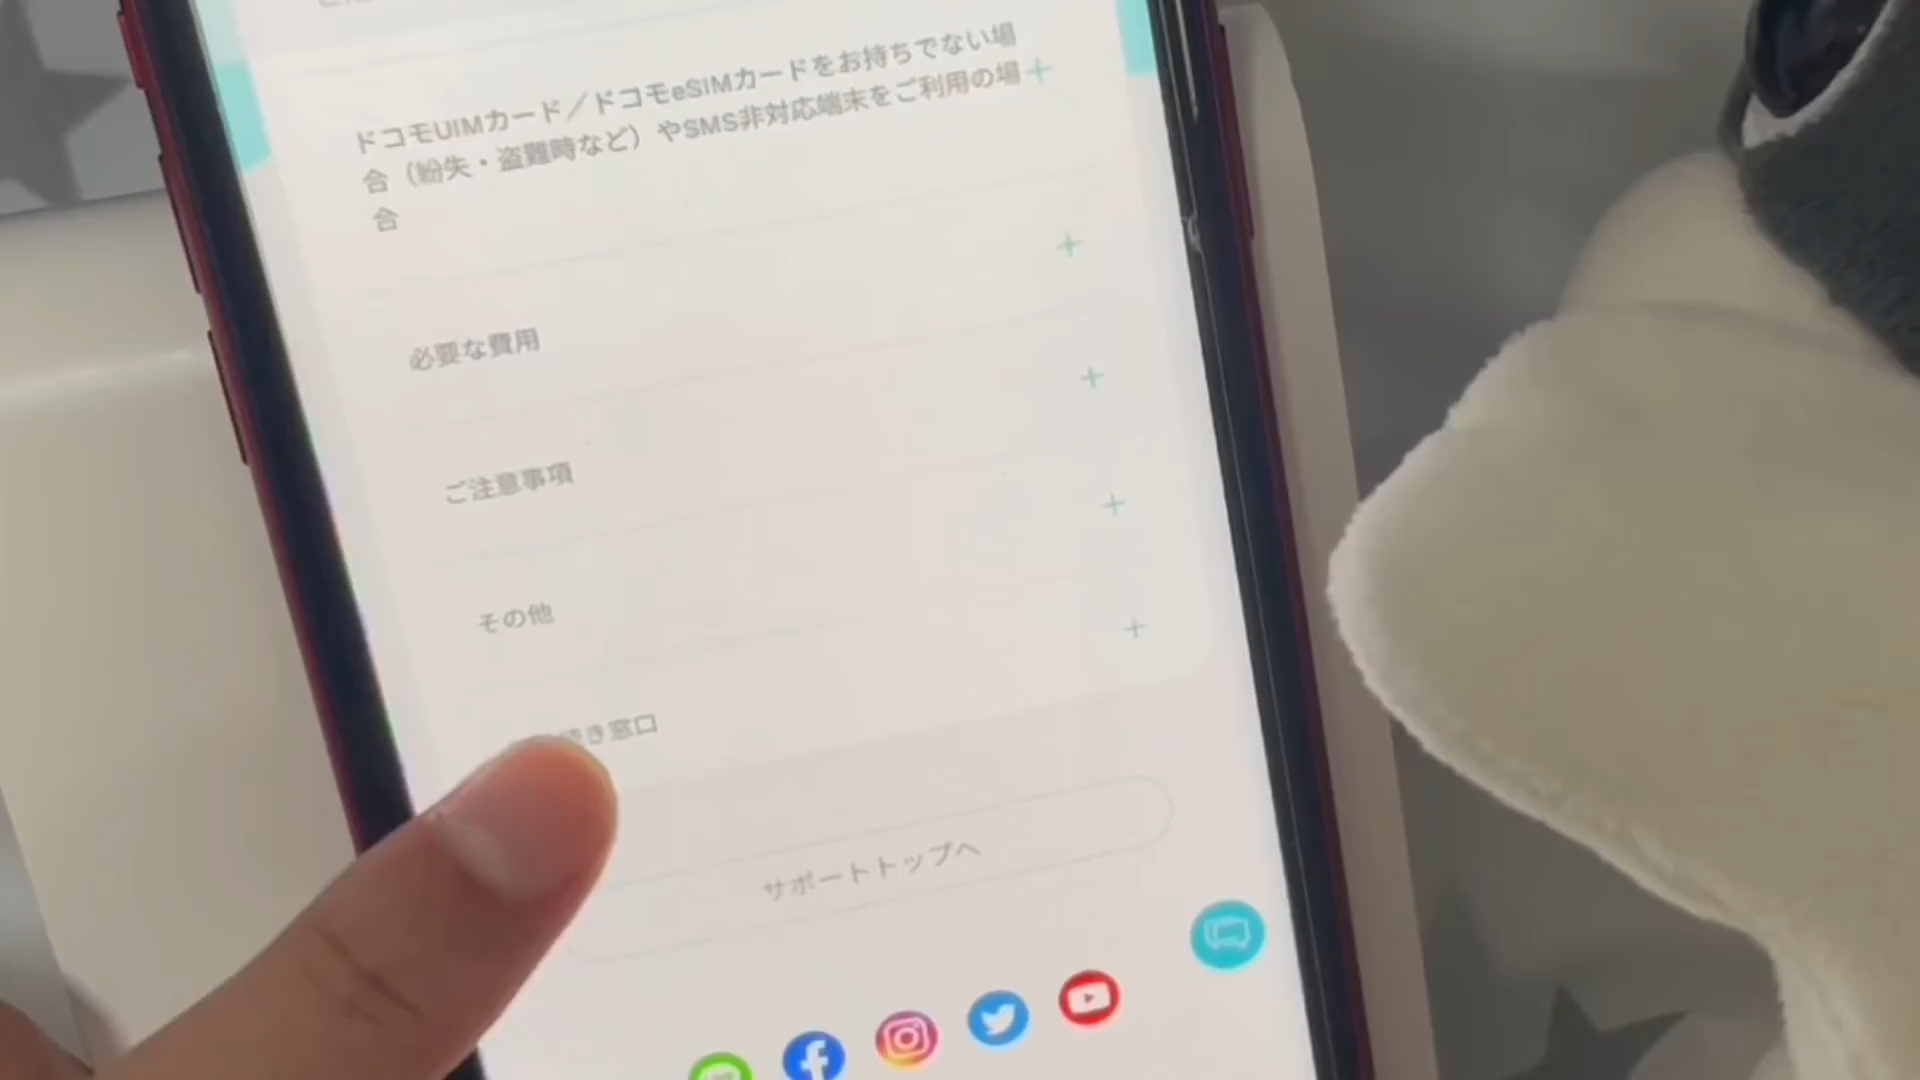 ドコモUIMカード／ドコモeSIMカードをお持ちでない場
合（紛失・盗難時など）やSMS非対応端末をご利用の場
合
必要な費用
ご注意事項
その他
き窓口
サポートトップへ